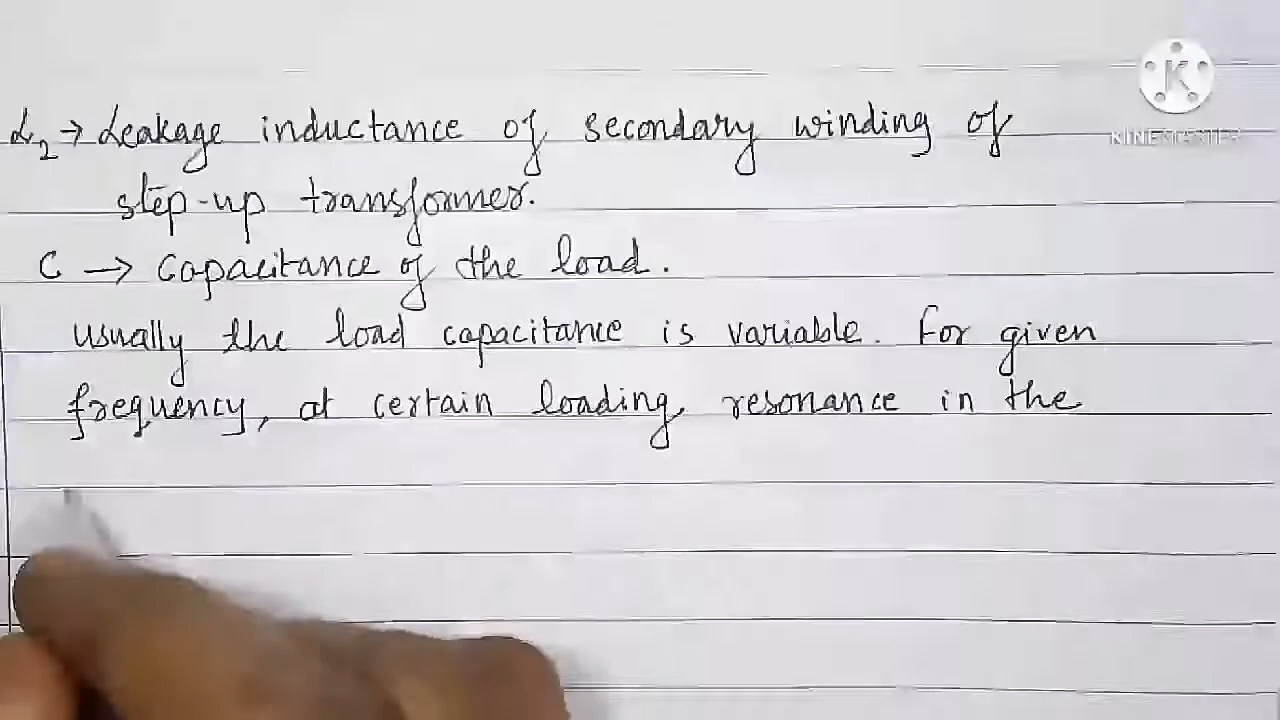 L2 → Leakage inductance of secondary winding of
step-up transformer.
C → Capacitance of the load.
usually the load capacitance is variable. For given
frequency, at certain loading, resonance in the
K
KINEMASTER